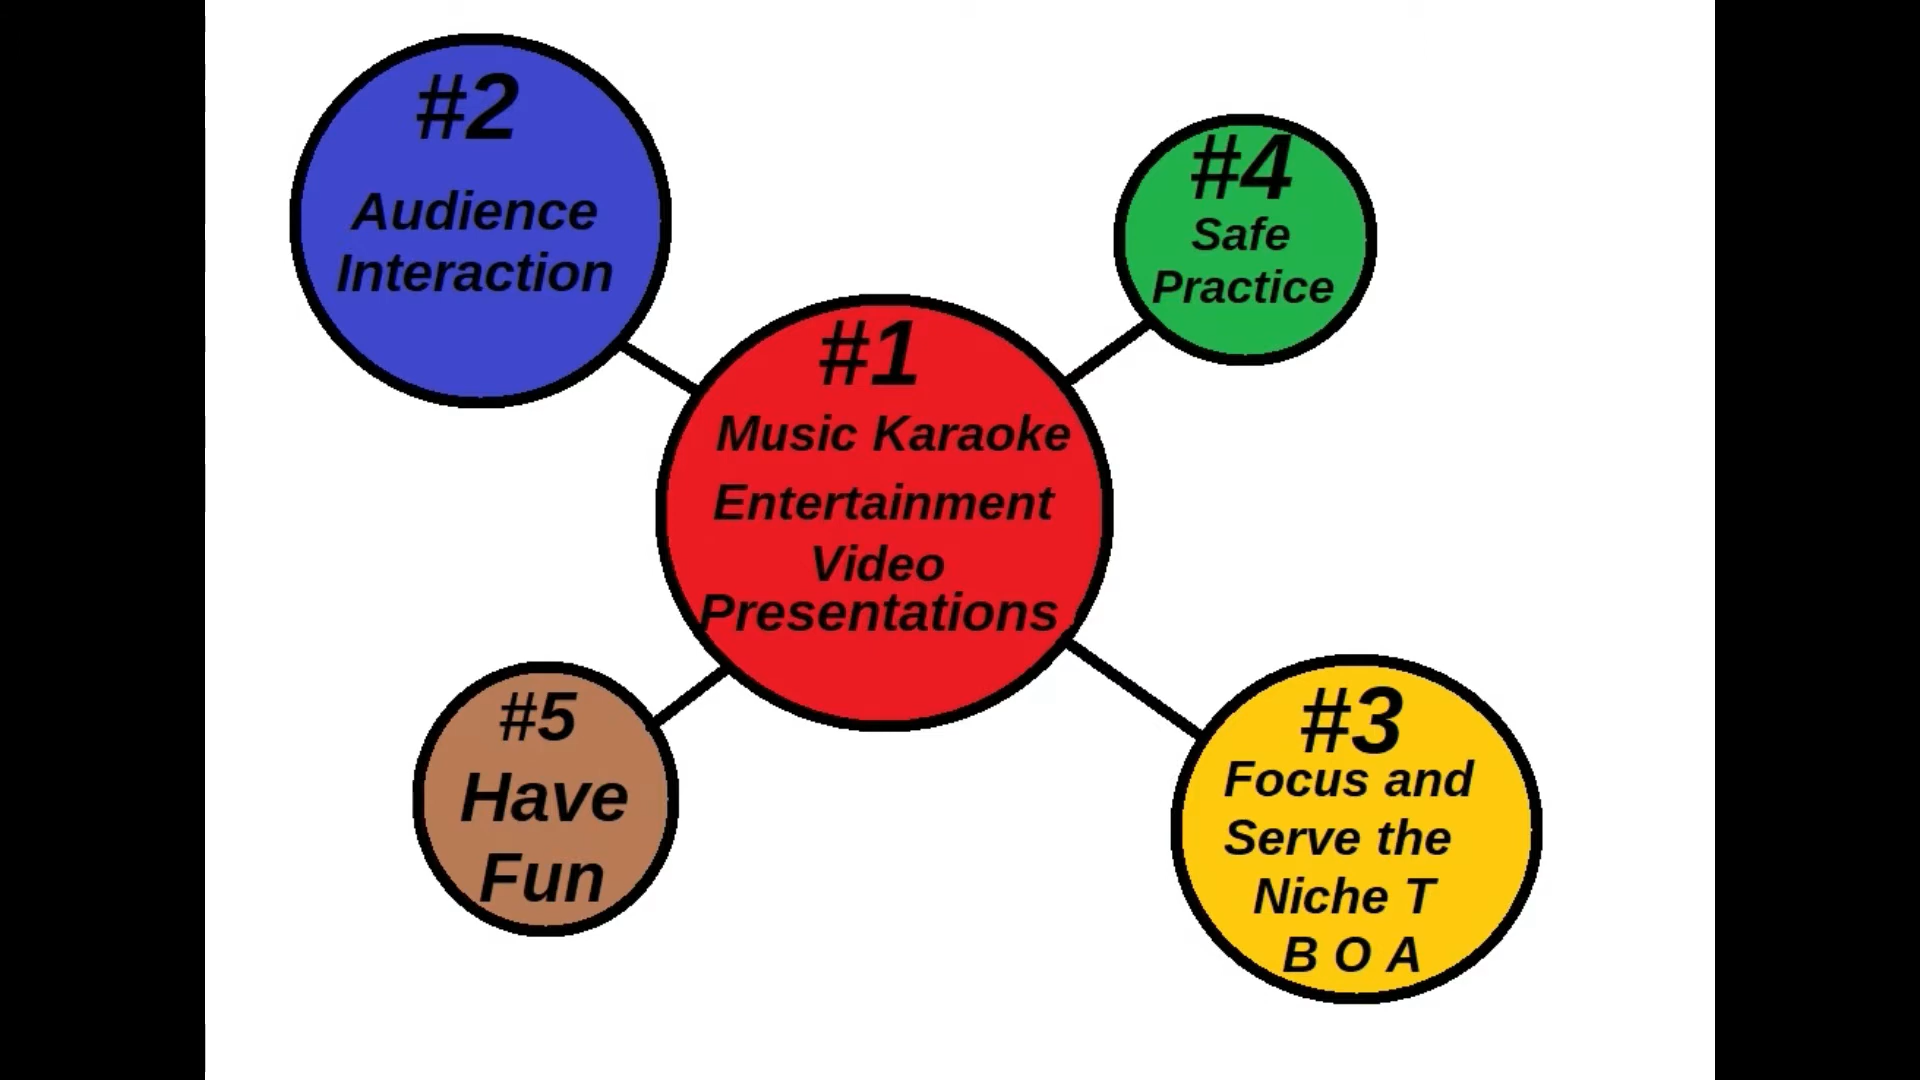 #2
Audience
Interaction
#4
Safe
Practice
#1
Music Karaoke
Entertainment
Video
Presentations
#5
Have
Fun
#3
Focus and
Serve the
Niche T
B O A